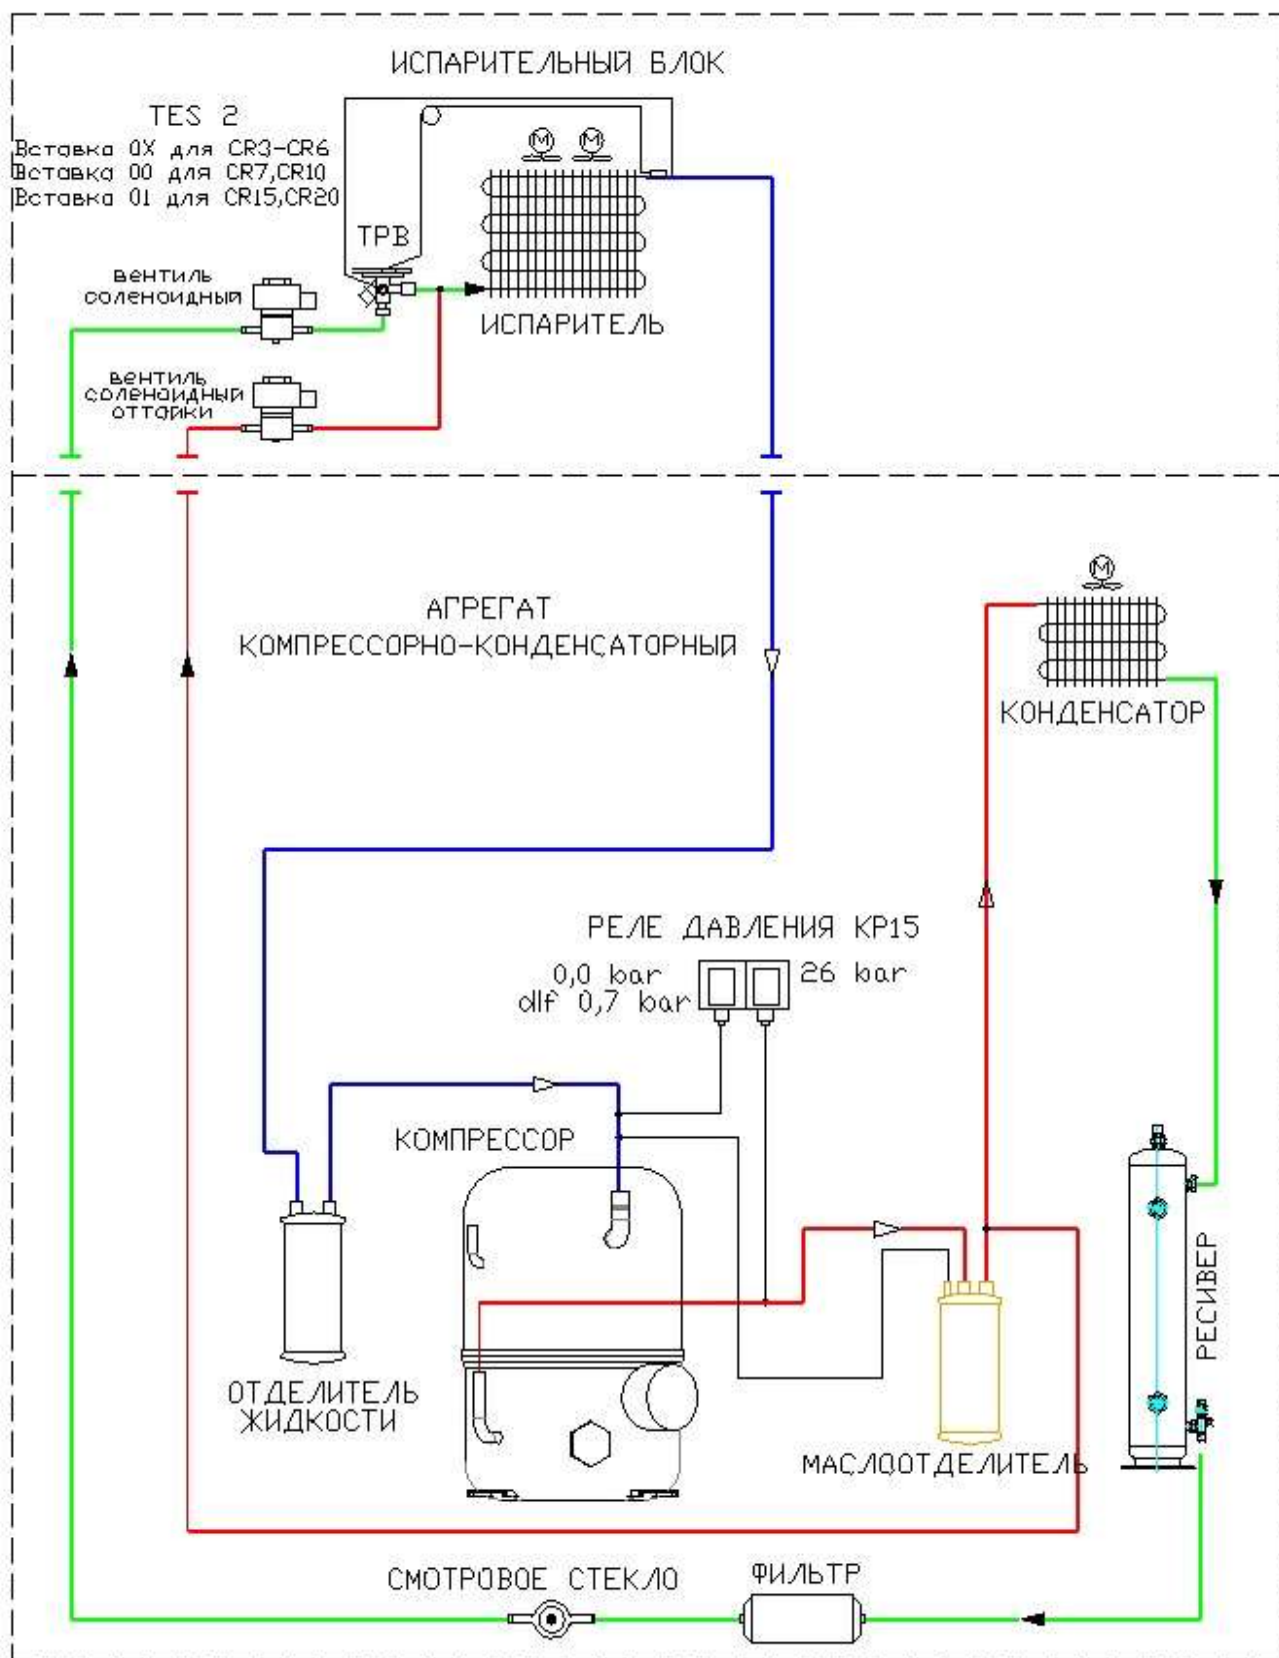 ИСПАРИТЕЛЬНЫЙ БЛОК
TES 2
Вставка 0X для CR3-CR6
Вставка 00 для CR7,CR10
Вставка 01 для CR15,CR20
ТРВ
М М
вентиль
соленоидный
ИСПАРИТЕЛЬ
вентиль
соленоидный
оттайки
АГРЕГАТ
КОМПРЕССОРНО-КОНДЕНСАТОРНЫЙ
М
КОНДЕНСАТОР
РЕЛЕ ДАВЛЕНИЯ KP15
0,0 bar
dif 0,7 bar
26 bar
КОМПРЕССОР
РЕСИВЕР
ОТДЕЛИТЕЛЬ
ЖИДКОСТИ
МАСЛООТДЕЛИТЕЛЬ
СМОТРОВОЕ СТЕКЛО
ФИЛЬТР